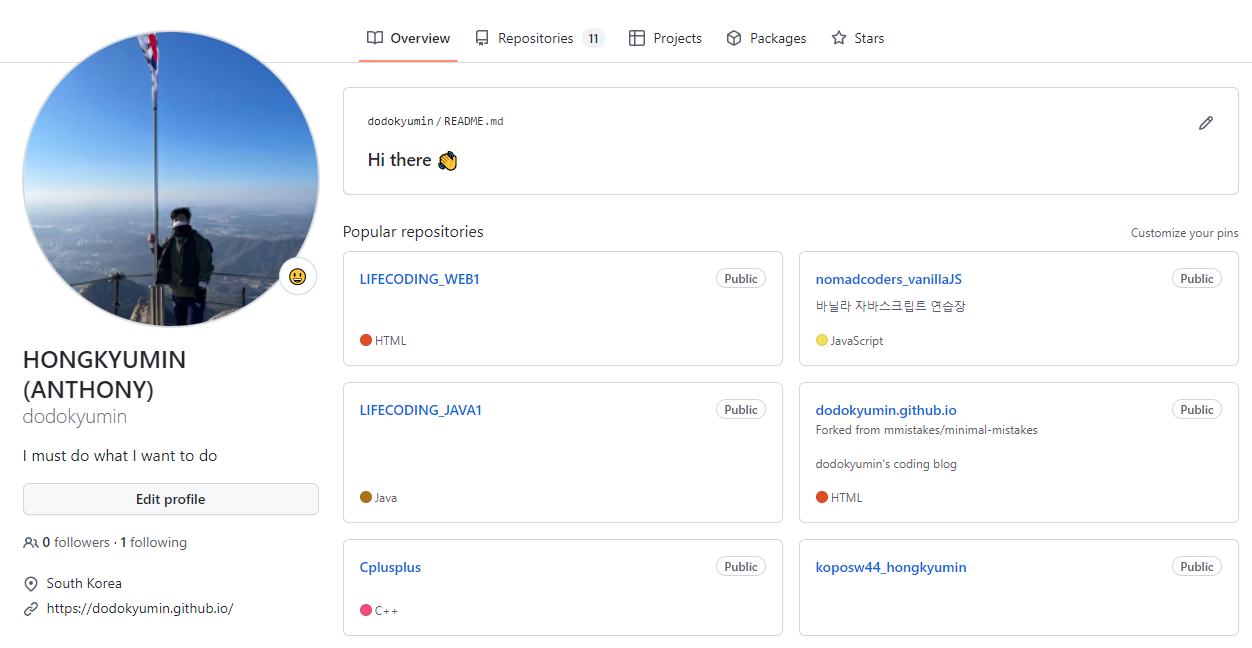 Overview
Repositories 11
Projects
Packages
Stars
dodokyumin/README.md
Hi there 👋
HONGKYUMIN
(ANTHONY)
dodokyumin
I must do what I want to do
Edit profile
0 followers · 1 following
South Korea
https://dodokyumin.github.io/
Popular repositories
Customize your pins
LIFECODING_WEB1
Public
HTML
nomadcoders_vanillaJS
Public
바닐라 자바스크립트 연습장
JavaScript
LIFECODING_JAVA1
Public
Java
dodokyumin.github.io
Public
Forked from mmistakes/minimal-mistakes
dodokyumin's coding blog
HTML
Cplusplus
Public
C++
koposw44_hongkyumin
Public